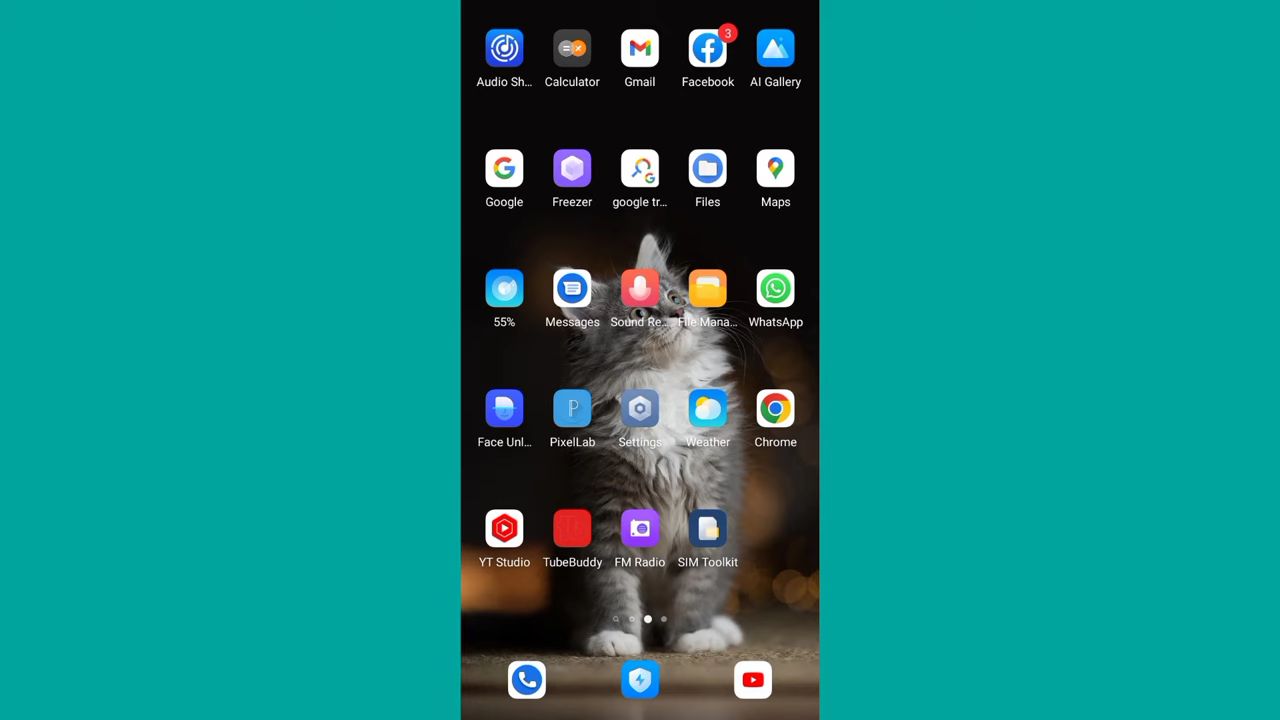 3
Audio Sh... Calculator Gmail Facebook AI Gallery
Google Freezer google tr... Files Maps
55% Messages Sound Re... File Mana... WhatsApp
Face Unl... PixelLab Settings Weather Chrome
YT Studio TubeBuddy FM Radio SIM Toolkit